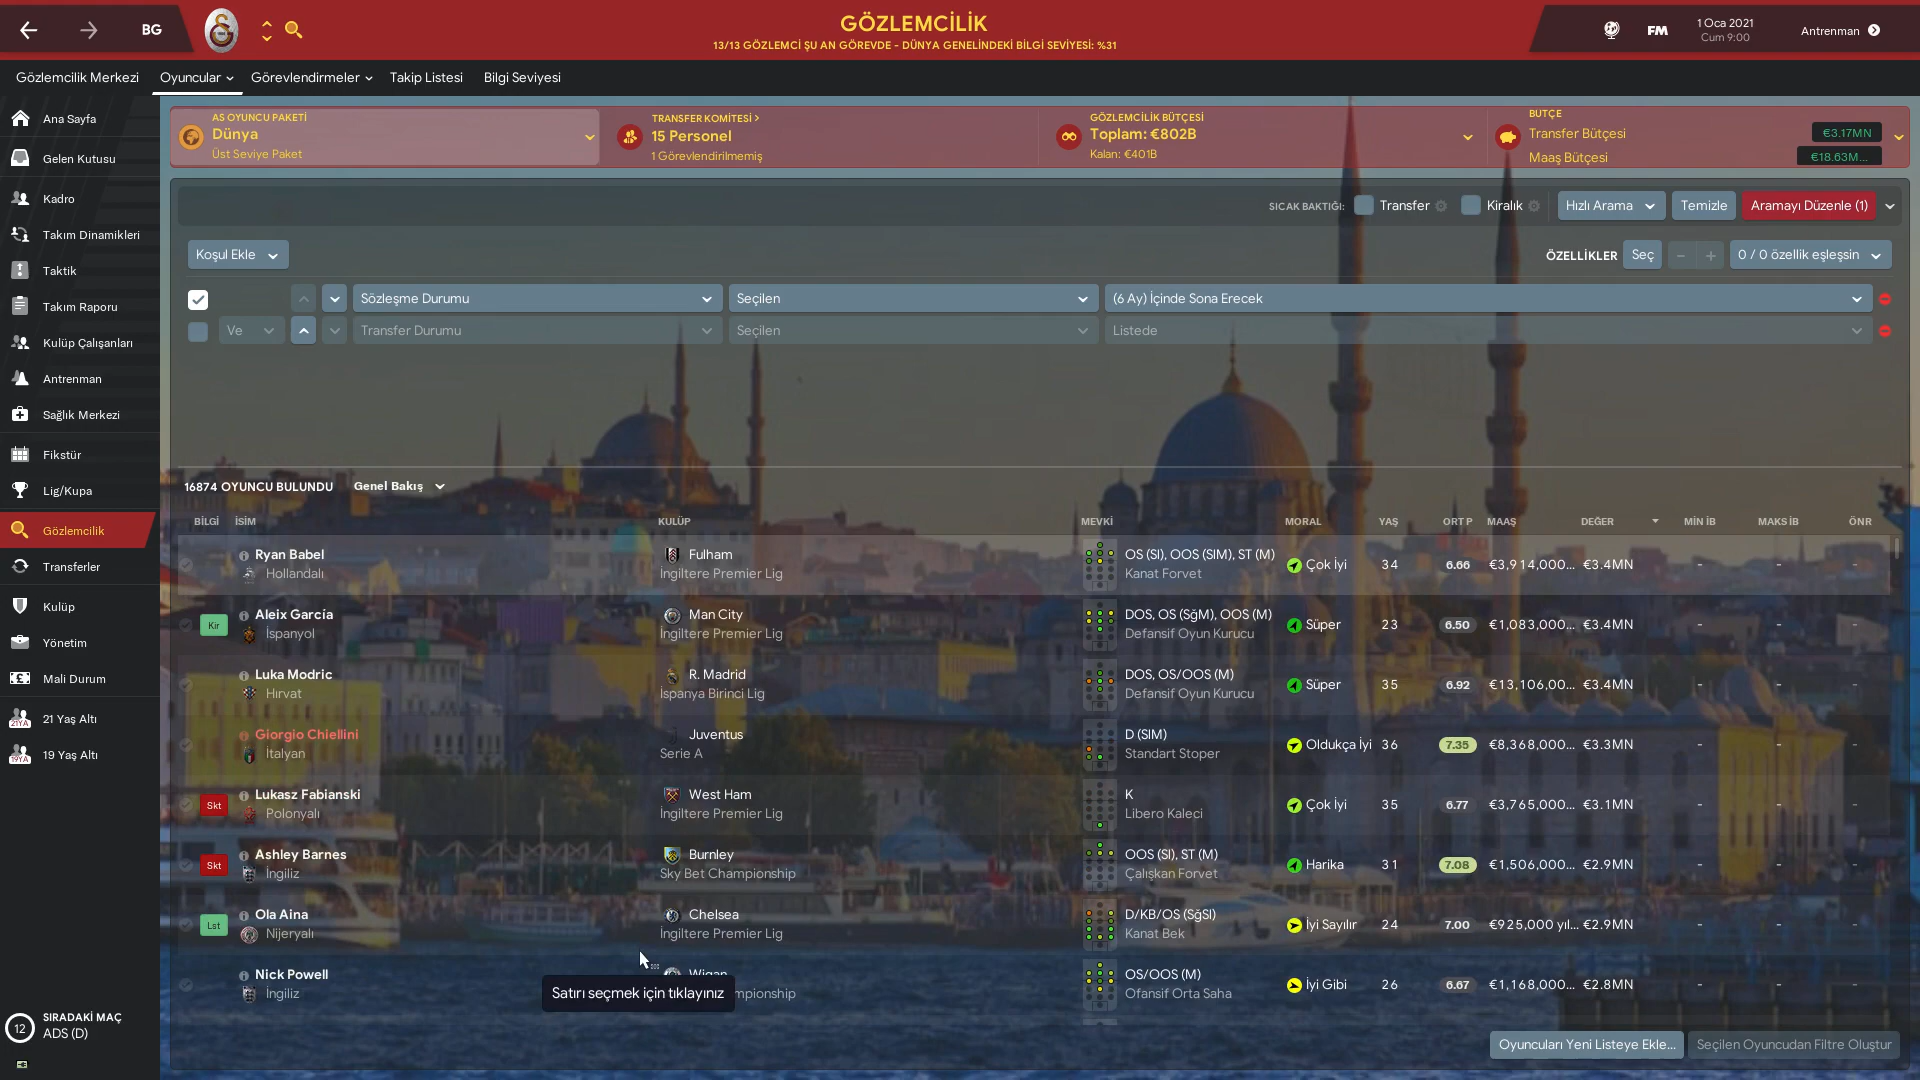 BG
GÖZLEMCİLİK
13/13 GÖZLEMCİ ŞU AN GÖREVDE - DÜNYA GENELİNDEKİ BİLGİ SEVİYESİ: %31
FM
1 Oca 2021
Cum 9:00
Antrenman
Gözlemcilik Merkezi
Oyuncular
Görevlendirmeler
Takip Listesi
Bilgi Seviyesi
Ana Sayfa
Gelen Kutusu
Kadro
Takım Dinamikleri
Taktik
Takım Raporu
Kulüp Çalışanları
Antrenman
Sağlık Merkezi
Fikstür
Lig/Kupa
Gözlemcilik
Transferler
Kulüp
Yönetim
Mali Durum
21YA 21 Yaş Altı
19YA 19 Yaş Altı
12
SIRADAKİ MAÇ
ADS (D)
AS OYUNCU PAKETİ
Dünya
Üst Seviye Paket
TRANSFER KOMİTESİ >
15 Personel
1 Görevlendirilmemiş
GÖZLEMCİLİK BÜTÇESİ
Toplam: €802B
Kalan: €401B
BÜTÇE
Transfer Bütçesi €3.17MN
Maaş Bütçesi €18.63M...
SICAK BAKTIĞI: Transfer Kiralık Hızlı Arama Temizle Aramayı Düzenle (1)
Koşul Ekle
ÖZELLİKLER Seç − + 0 / 0 özellik eşleşsin
Sözleşme Durumu Seçilen (6 Ay) İçinde Sona Erecek
Ve Transfer Durumu Seçilen Listede
16874 OYUNCU BULUNDU Genel Bakış
BİLGİ İSİM KULÜP MEVKİ MORAL YAŞ ORT P MAAŞ DEĞER MİN İB MAKS İB ÖNR
Ryan Babel Fulham OS (Sl), OOS (SlM), ST (M) Çok İyi 34 6.66 €3,914,000... €3.4MN - - -
Hollandalı İngiltere Premier Lig Kanat Forvet
Kir Aleix García Man City DOS, OS (SğM), OOS (M) Süper 23 6.50 €1,083,000... €3.4MN - - -
İspanyol İngiltere Premier Lig Defansif Oyun Kurucu
Luka Modric R. Madrid DOS, OS/OOS (M) Süper 35 6.92 €13,106,00... €3.4MN - - -
Hırvat İspanya Birinci Lig Defansif Oyun Kurucu
Giorgio Chiellini Juventus D (SlM) Oldukça İyi 36 7.35 €8,368,000... €3.3MN - - -
İtalyan Serie A Standart Stoper
Skt Lukasz Fabianski West Ham K Çok İyi 35 6.77 €3,765,000... €3.1MN - - -
Polonyalı İngiltere Premier Lig Libero Kaleci
Skt Ashley Barnes Burnley OOS (Sl), ST (M) Harika 31 7.08 €1,506,000... €2.9MN - - -
İngiliz Sky Bet Championship Çalışkan Forvet
Lst Ola Aina Chelsea D/KB/OS (SğSl) İyi Sayılır 24 7.00 €925,000 yıl... €2.9MN - - -
Nijeryalı İngiltere Premier Lig Kanat Bek
Nick Powell Wigan OS/OOS (M) İyi Gibi 26 6.67 €1,168,000... €2.8MN - - -
İngiliz mpionship Ofansif Orta Saha
Satırı seçmek için tıklayınız
Oyuncuları Yeni Listeye Ekle... Seçilen Oyuncudan Filtre Oluştur